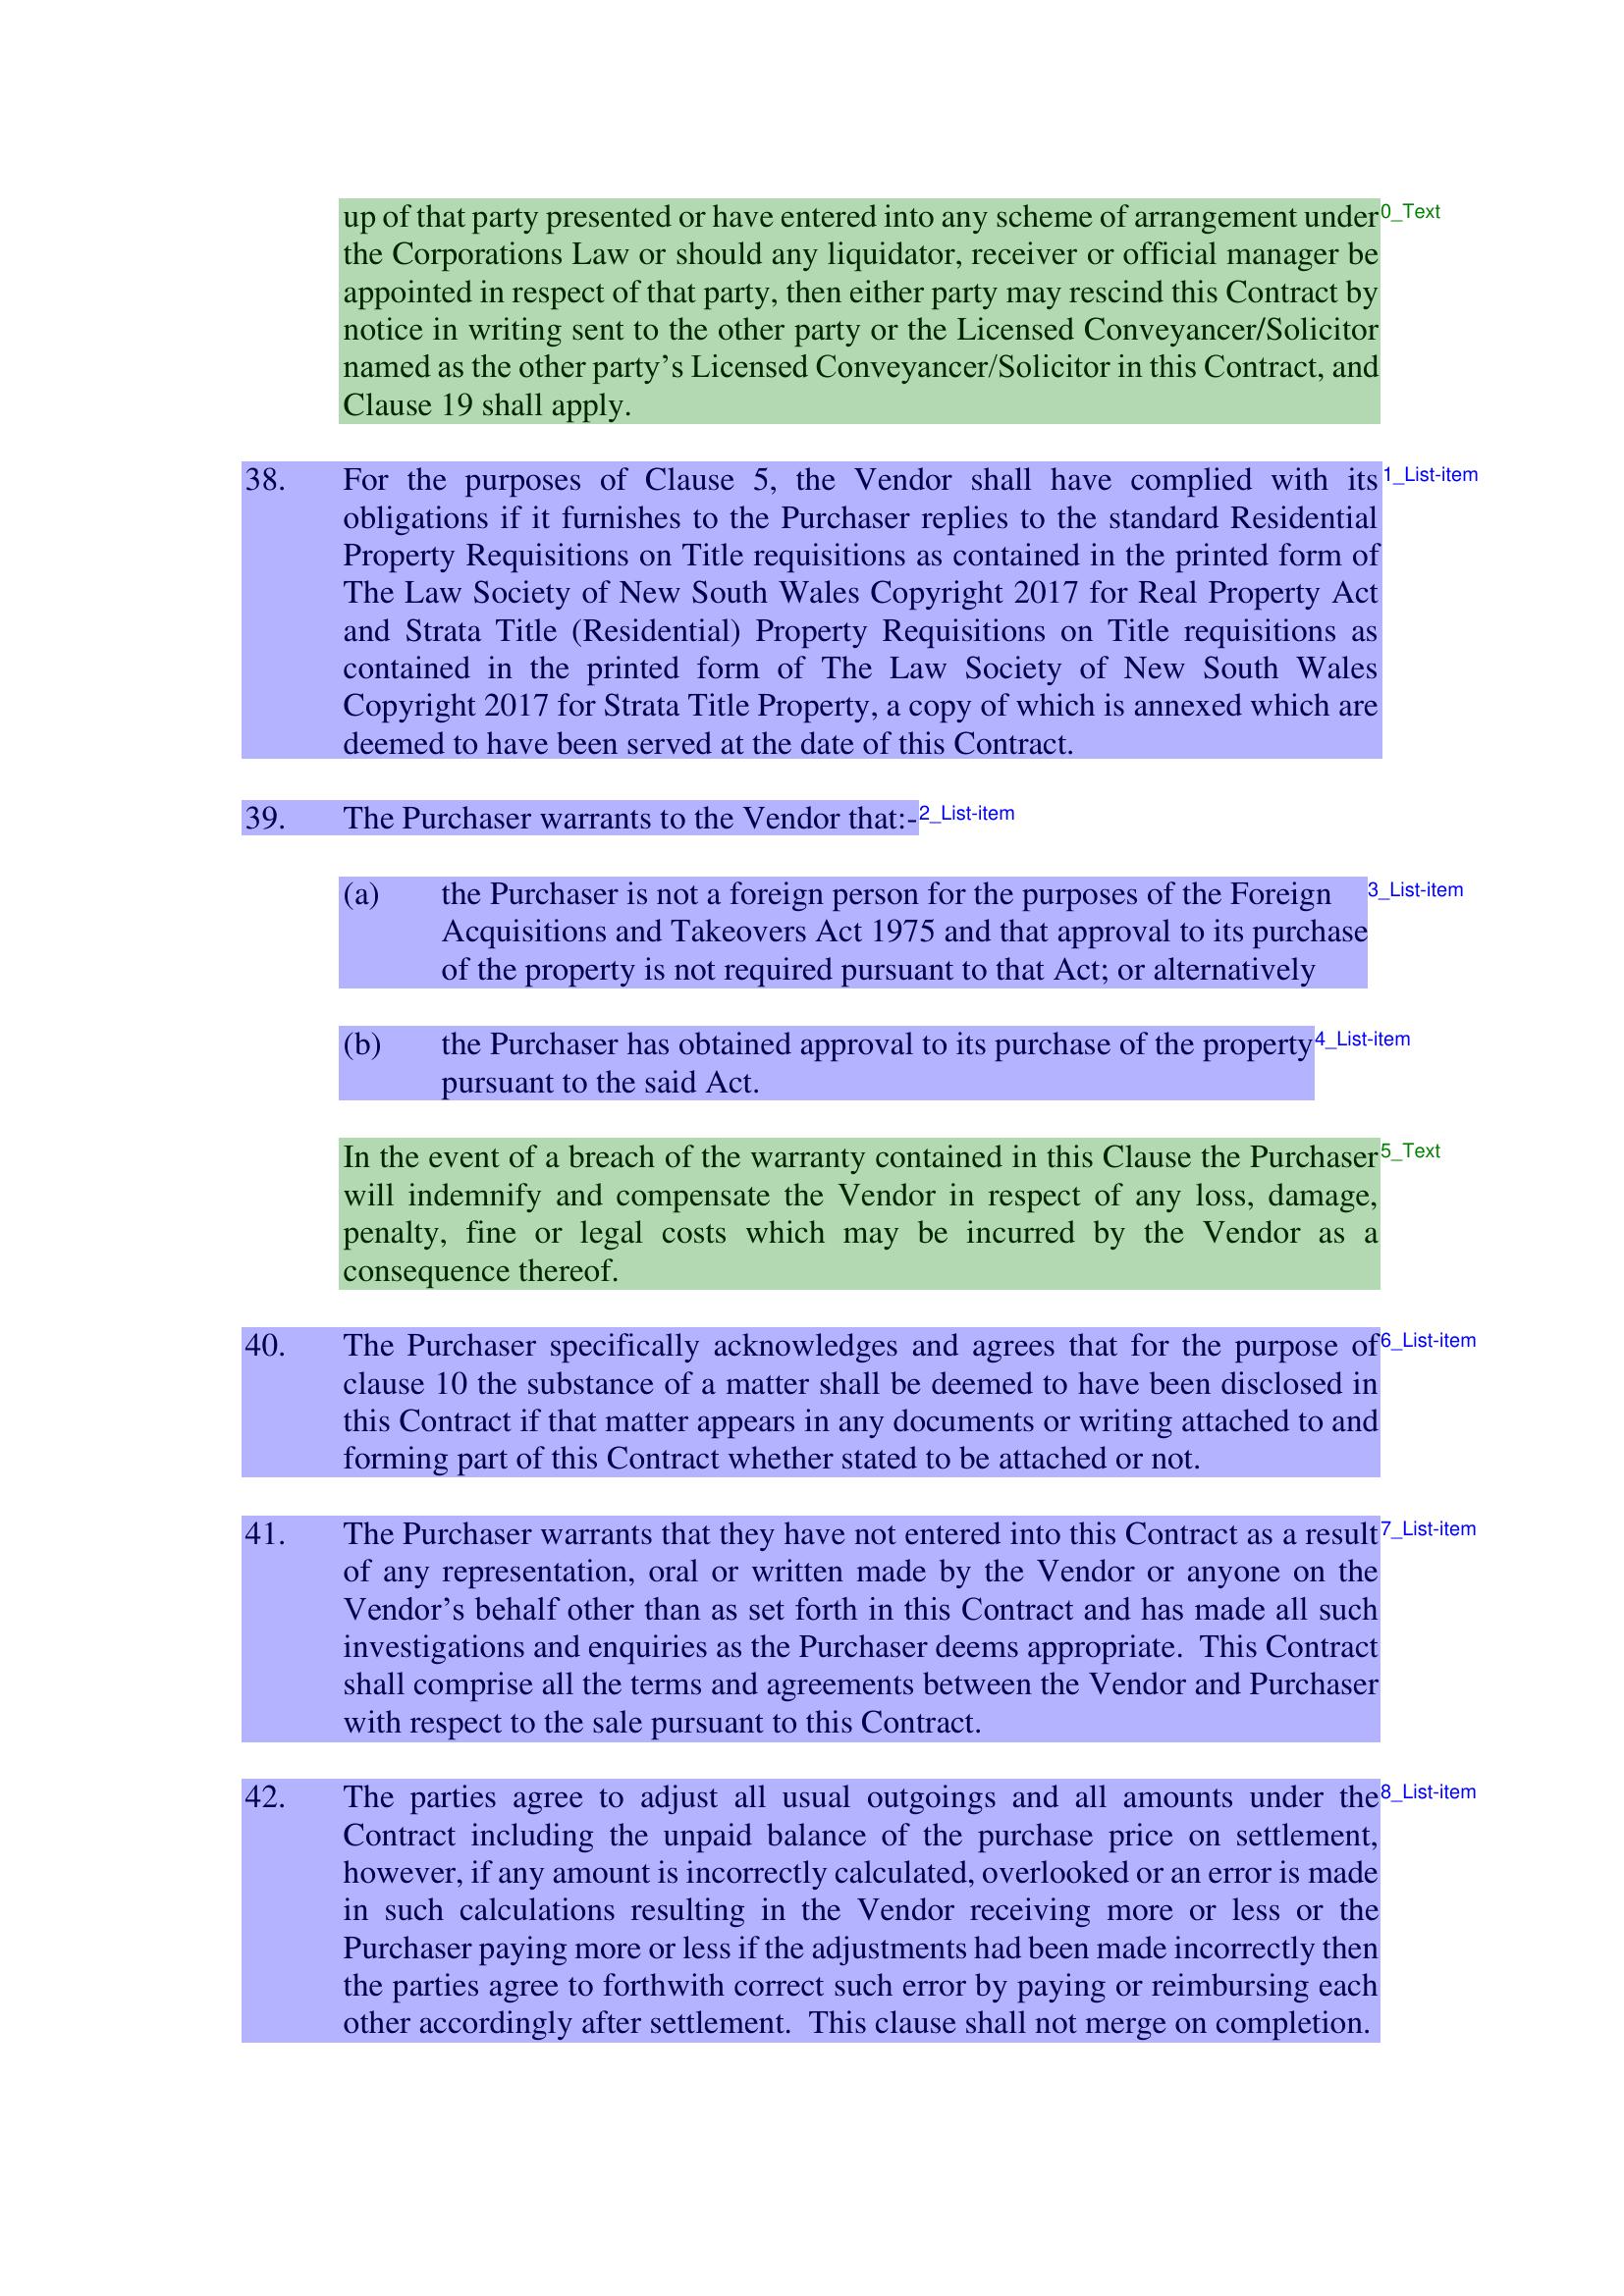 up of that party presented or have entered into any scheme of arrangement under 0_Text
the Corporations Law or should any liquidator, receiver or official manager be
appointed in respect of that party, then either party may rescind this Contract by
notice in writing sent to the other party or the Licensed Conveyancer/Solicitor
named as the other party’s Licensed Conveyancer/Solicitor in this Contract, and
Clause 19 shall apply.
38. For the purposes of Clause 5, the Vendor shall have complied with its 1_List-item
obligations if it furnishes to the Purchaser replies to the standard Residential
Property Requisitions on Title requisitions as contained in the printed form of
The Law Society of New South Wales Copyright 2017 for Real Property Act
and Strata Title (Residential) Property Requisitions on Title requisitions as
contained in the printed form of The Law Society of New South Wales
Copyright 2017 for Strata Title Property, a copy of which is annexed which are
deemed to have been served at the date of this Contract.
39. The Purchaser warrants to the Vendor that:- 2_List-item
(a) the Purchaser is not a foreign person for the purposes of the Foreign 3_List-item
Acquisitions and Takeovers Act 1975 and that approval to its purchase
of the property is not required pursuant to that Act; or alternatively
(b) the Purchaser has obtained approval to its purchase of the property 4_List-item
pursuant to the said Act.
In the event of a breach of the warranty contained in this Clause the Purchaser 5_Text
will indemnify and compensate the Vendor in respect of any loss, damage,
penalty, fine or legal costs which may be incurred by the Vendor as a
consequence thereof.
40. The Purchaser specifically acknowledges and agrees that for the purpose of 6_List-item
clause 10 the substance of a matter shall be deemed to have been disclosed in
this Contract if that matter appears in any documents or writing attached to and
forming part of this Contract whether stated to be attached or not.
41. The Purchaser warrants that they have not entered into this Contract as a result 7_List-item
of any representation, oral or written made by the Vendor or anyone on the
Vendor’s behalf other than as set forth in this Contract and has made all such
investigations and enquiries as the Purchaser deems appropriate.  This Contract
shall comprise all the terms and agreements between the Vendor and Purchaser
with respect to the sale pursuant to this Contract.
42. The parties agree to adjust all usual outgoings and all amounts under the 8_List-item
Contract including the unpaid balance of the purchase price on settlement,
however, if any amount is incorrectly calculated, overlooked or an error is made
in such calculations resulting in the Vendor receiving more or less or the
Purchaser paying more or less if the adjustments had been made incorrectly then
the parties agree to forthwith correct such error by paying or reimbursing each
other accordingly after settlement.  This clause shall not merge on completion.